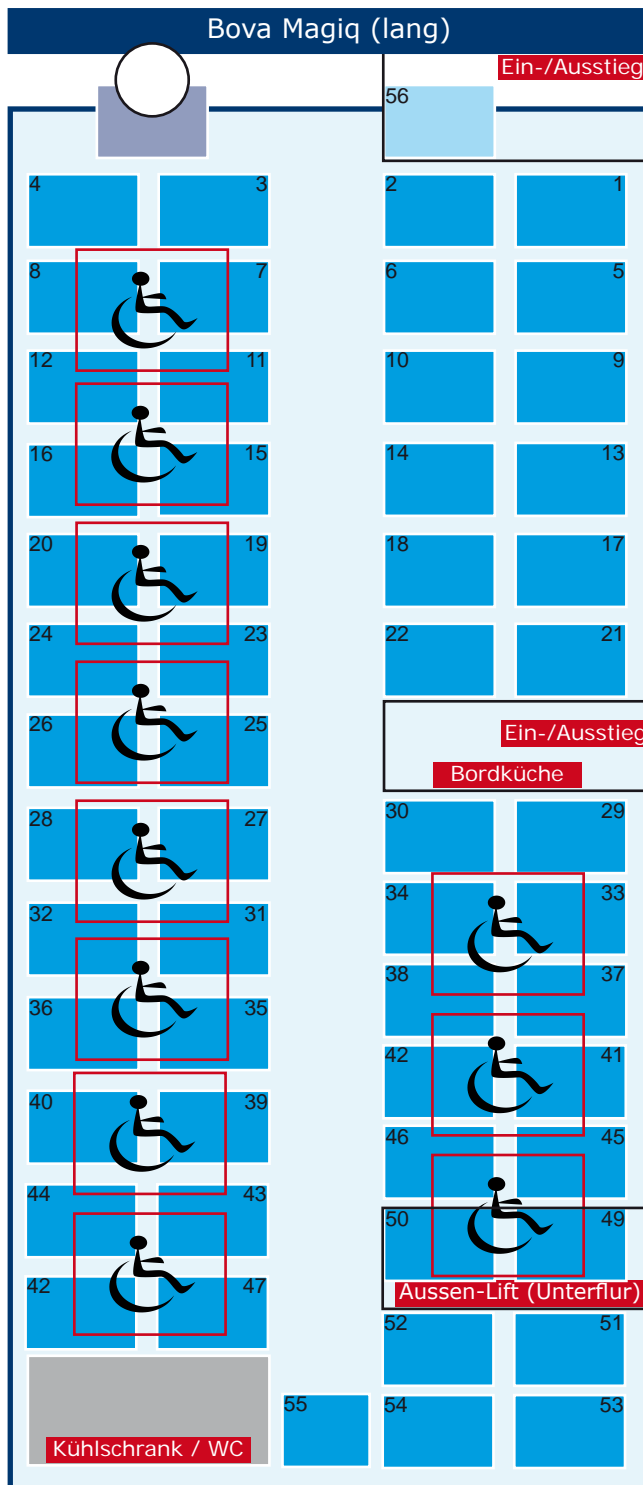 Bova Magiq (lang)
Ein-/Ausstieg
56
4 3 2 1
8 7 6 5
12 11 10 9
16 15 14 13
20 19 18 17
24 23 22 21
26 25 Ein-/Ausstieg
Bordküche
28 27 30 29
32 31 34 33
36 35 38 37
40 39 42 41
44 43 46 45
42 47 50 49
Aussen-Lift (Unterflur)
52 51
55 54 53
Kühlschrank / WC